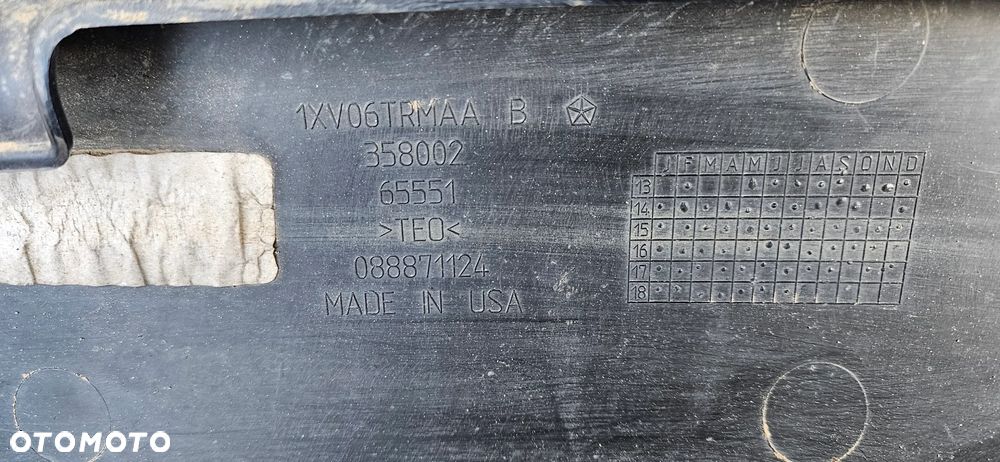 1XV06TRMAA B
358002
65551
>TEO<
088871124
MADE IN USA
J F M A M J J A S O N D
13
14
15
16
17
18
OTOMOTO